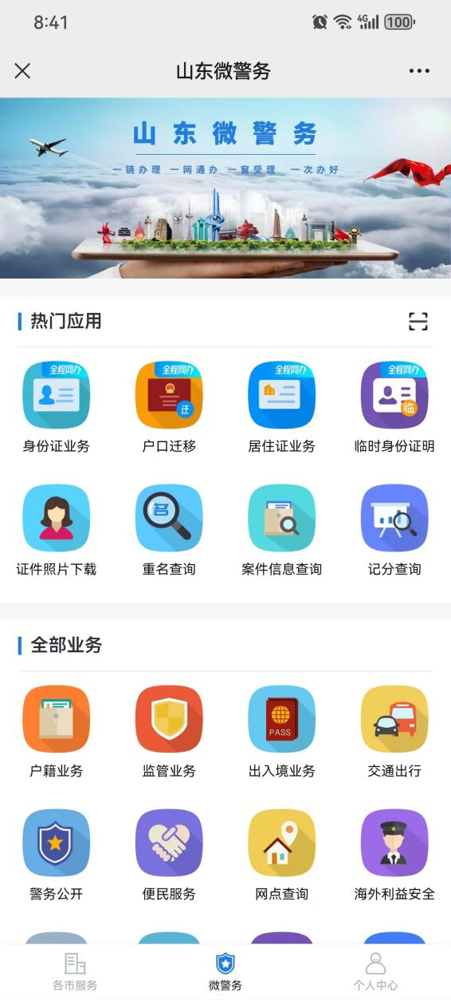 8:41
4G
100
山东微警务
山东微警务
一链办理 一网通办 一窗受理 一次办好
热门应用
全程网办 全程网办 全程网办 全程网办
迁 临
身份证业务 户口迁移 居住证业务 临时身份证明
名
证件照片下载 重名查询 案件信息查询 记分查询
全部业务
PASS
户籍业务 监管业务 出入境业务 交通出行
警务公开 便民服务 网点查询 海外利益安全
各市服务 微警务 个人中心